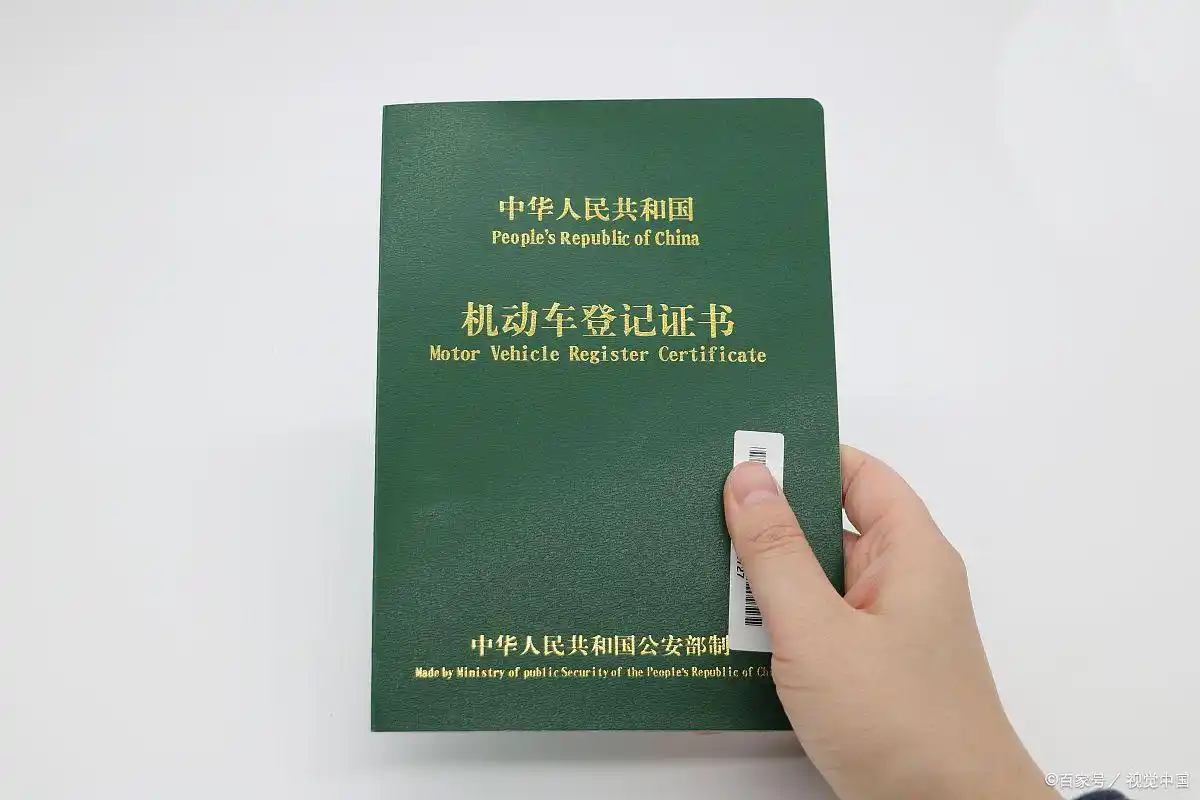 中华人民共和国
People's Republic of China
机动车登记证书
Motor Vehicle Register Certificate
中华人民共和国公安部制
Made by Ministry of public Security of the People's Republic of
©百家号／视觉中国